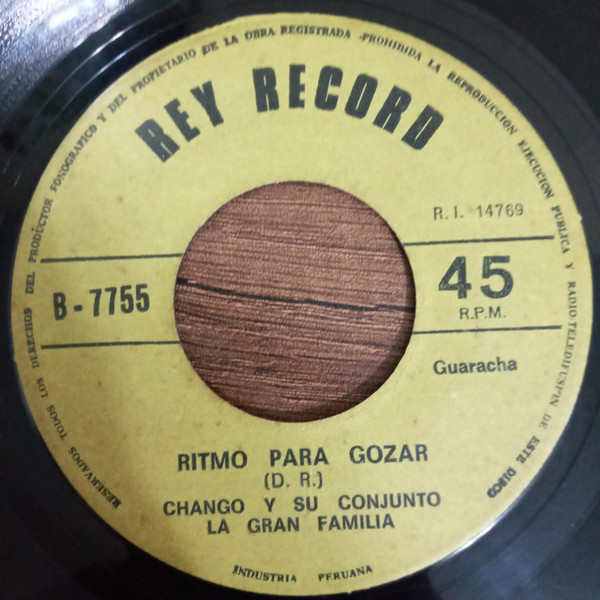 RESERVADOS TODOS LOS DERECHOS DEL PRODUCTOR FONOGRAFICO Y DEL PROPIETARIO DE LA OBRA REGISTRADA - PROHIBIDA LA REPRODUCCION EJECUCION PUBLICA Y RADIO-TELEDIFUSI'N DE ESTE DISCO
REY RECORD
R. I. 14769
B-7755
45
R.P.M.
Guaracha
RITMO PARA GOZAR
(D. R.)
CHANGO Y SU CONJUNTO
LA GRAN FAMILIA
INDUSTRIA PERUANA